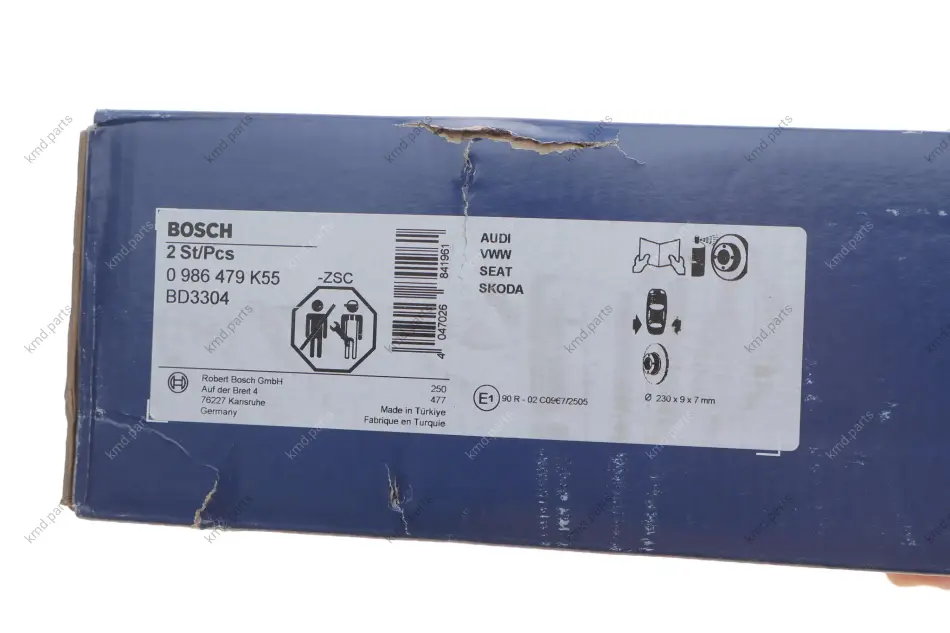 BOSCH
2 St/Pcs
0 986 479 K55
-ZSC
BD3304
4 047026 841961
AUDI
VWW
SEAT
SKODA
Robert Bosch GmbH
Auf der Breit 4
76227 Karlsruhe
Germany
250
477
Made in Türkiye
Fabrique en Turquie
E1 90 R - 02 C0967/2505
Ø 230 x 9 x 7 mm
kmd.parts